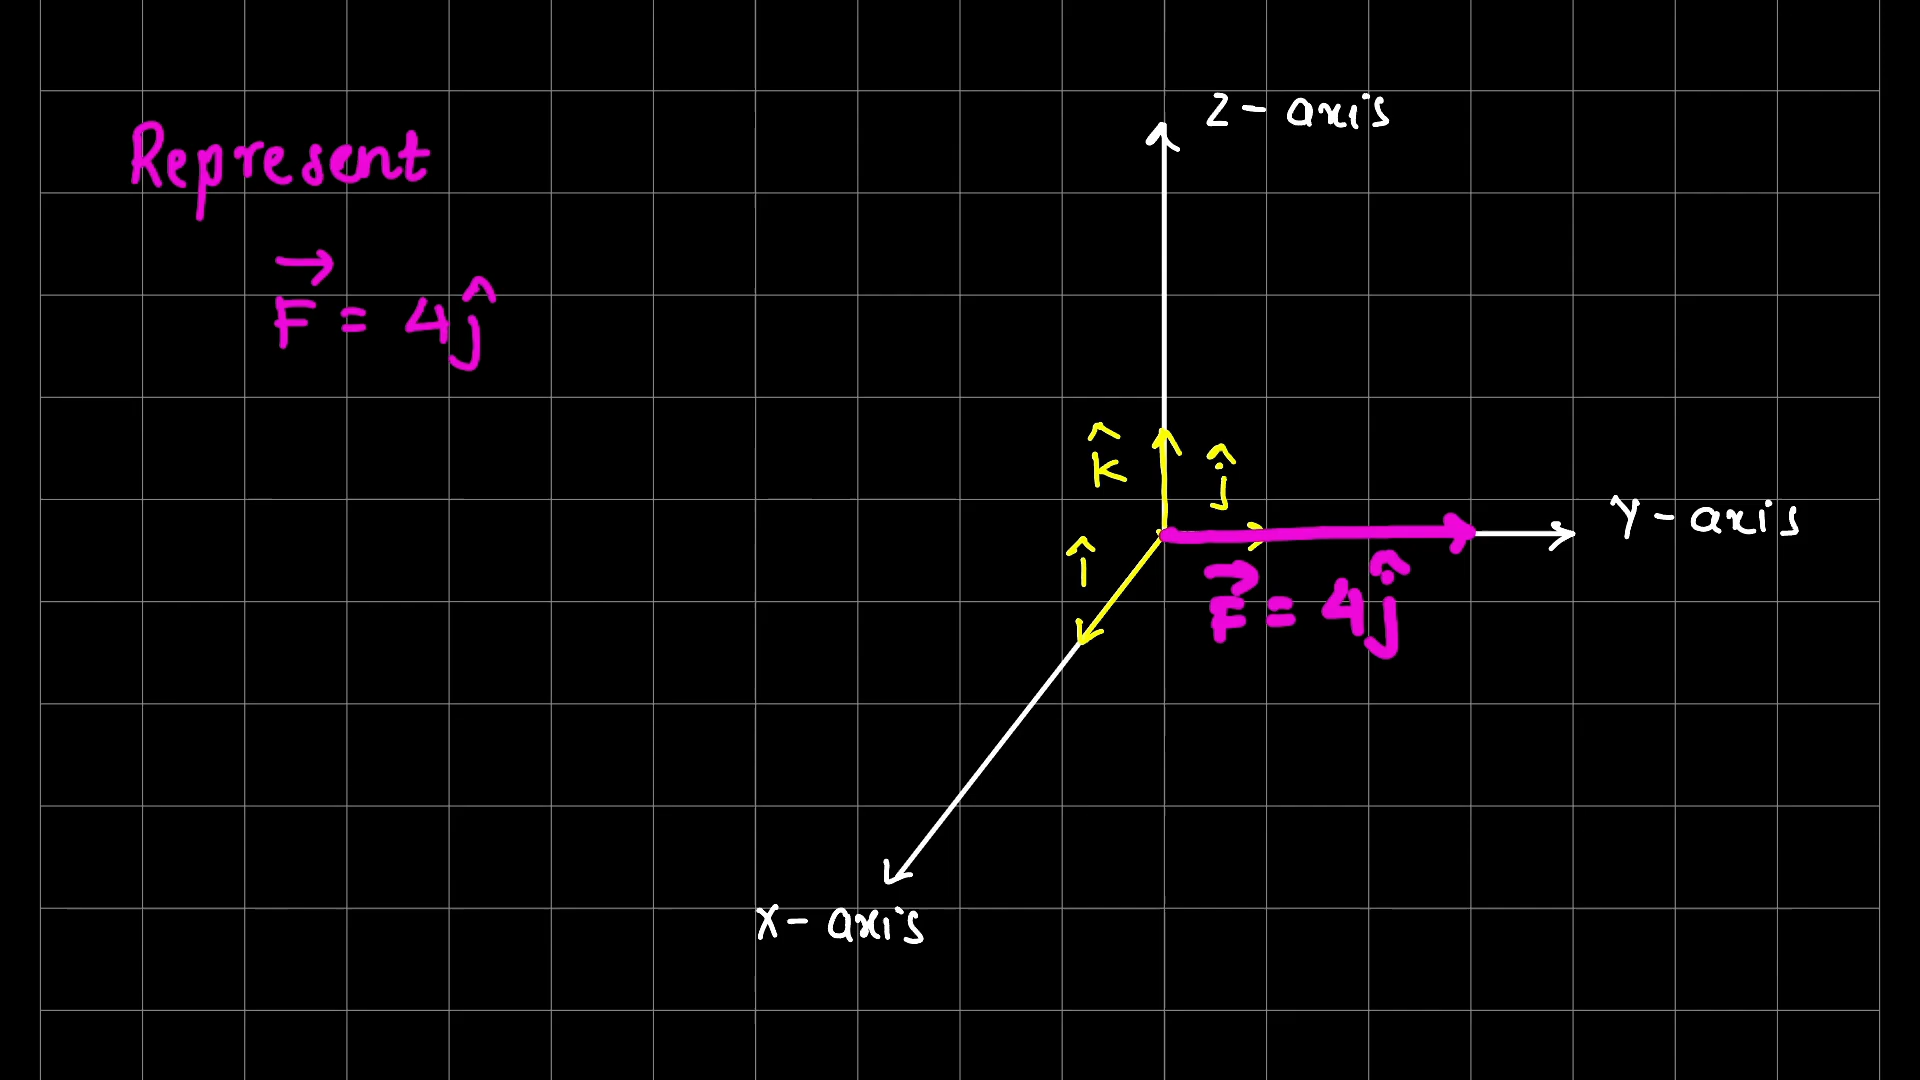 Represent
F⃗ = 4ĵ
Z - axis
k̂
ĵ
Y - axis
î
F⃗ = 4ĵ
X - axis